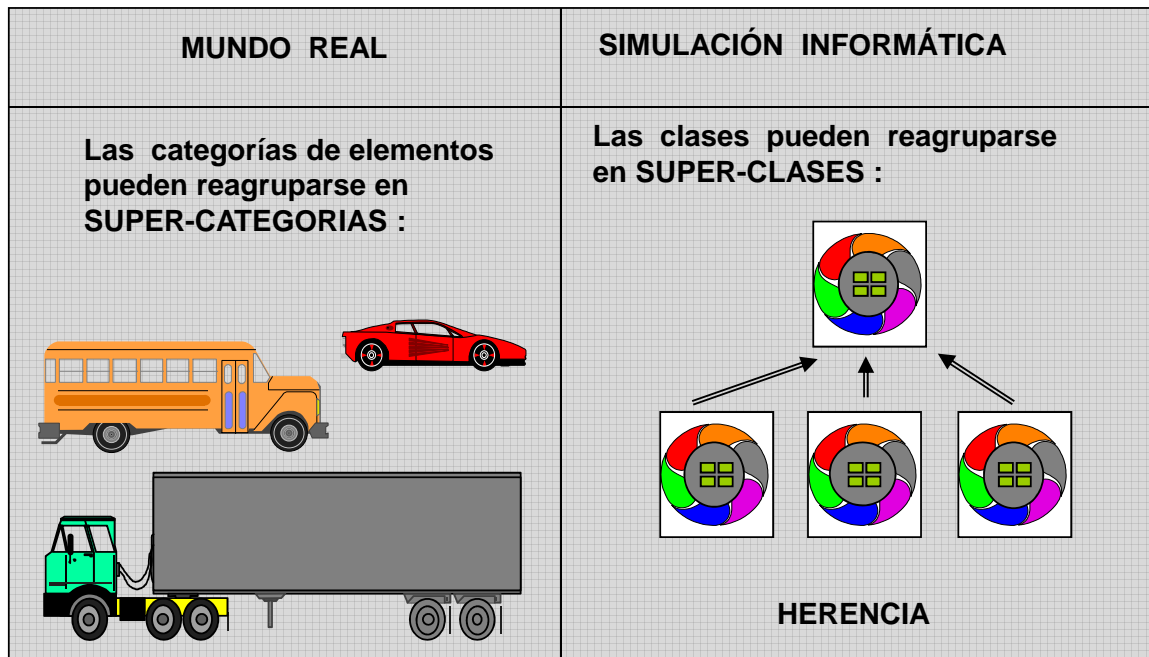 MUNDO REAL
SIMULACIÓN INFORMÁTICA
Las categorías de elementos
pueden reagruparse en
SUPER-CATEGORIAS :
Las clases pueden reagruparse
en SUPER-CLASES :
HERENCIA